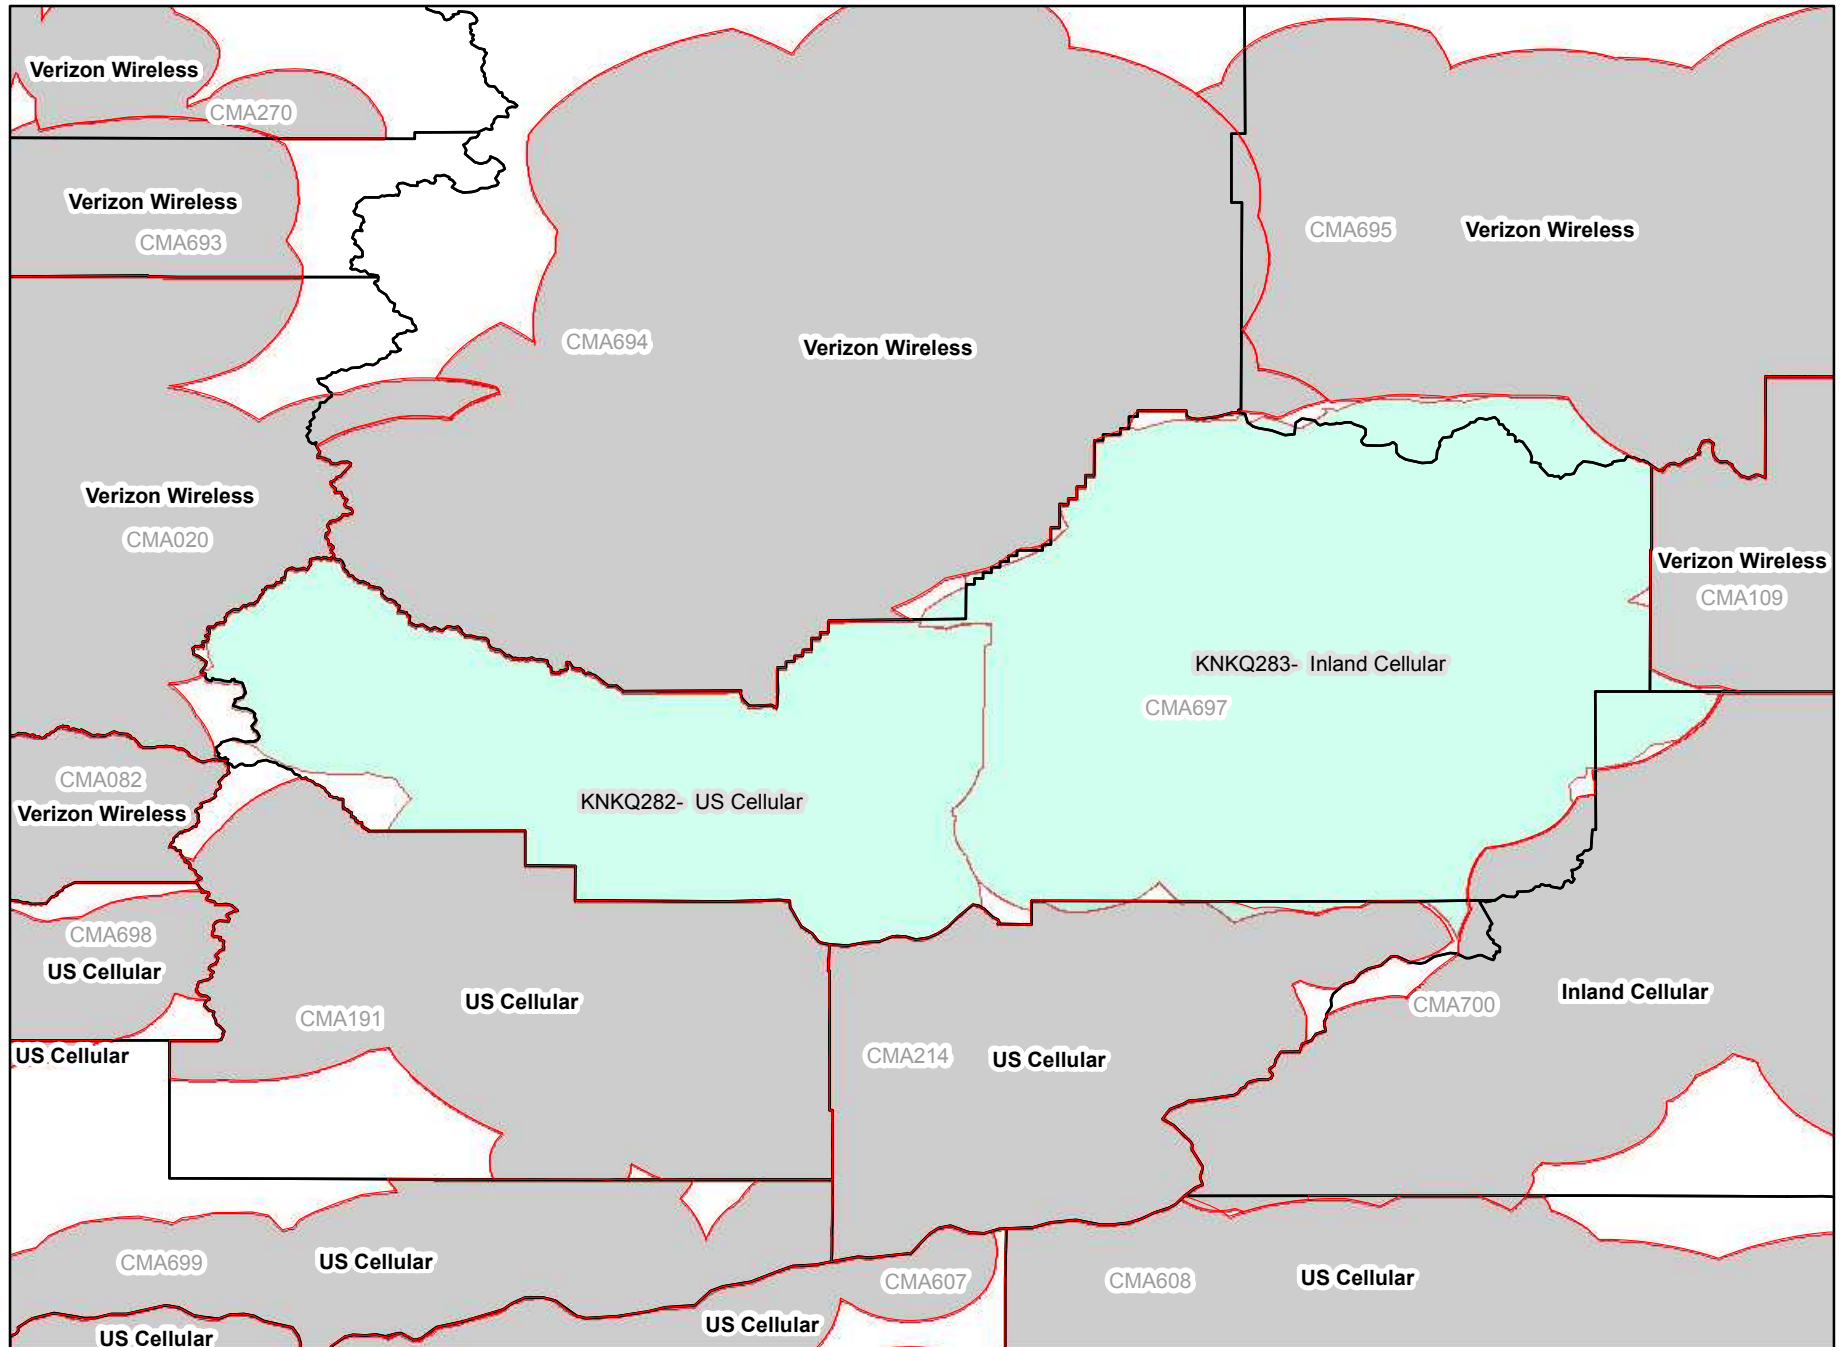 Verizon Wireless
CMA270
Verizon Wireless
CMA693
CMA695
Verizon Wireless
CMA694
Verizon Wireless
Verizon Wireless
CMA020
Verizon Wireless
CMA109
KNKQ283- Inland Cellular
CMA697
CMA082
Verizon Wireless
KNKQ282- US Cellular
CMA698
US Cellular
US Cellular
CMA191
Inland Cellular
CMA700
US Cellular
CMA214
US Cellular
CMA699
US Cellular
CMA607
CMA608
US Cellular
US Cellular
US Cellular